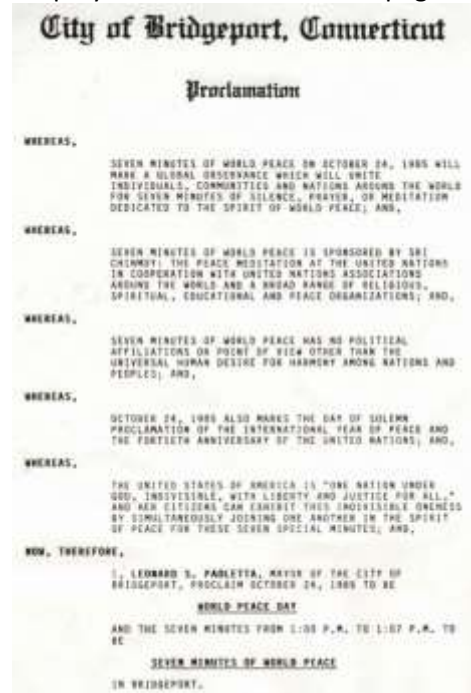 City of Bridgeport, Connecticut
Proclamation
WHEREAS,
SEVEN MINUTES OF WORLD PEACE ON OCTOBER 24, 1985 WILL
MARK A GLOBAL OBSERVANCE WHICH WILL UNITE
INDIVIDUALS, COMMUNITIES AND NATIONS AROUND THE WORLD
FOR SEVEN MINUTES OF SILENCE, PRAYER, OR MEDITATION
DEDICATED TO THE SPIRIT OF WORLD PEACE; AND,
WHEREAS,
SEVEN MINUTES OF WORLD PEACE IS SPONSORED BY SRI
CHINMOY: THE PEACE MEDITATION AT THE UNITED NATIONS
IN COOPERATION WITH UNITED NATIONS ASSOCIATIONS
AROUND THE WORLD AND A BROAD RANGE OF RELIGIOUS,
SPIRITUAL, EDUCATIONAL AND PEACE ORGANIZATIONS; AND,
WHEREAS,
SEVEN MINUTES OF WORLD PEACE HAS NO POLITICAL
AFFILIATIONS OR POINT OF VIEW OTHER THAN THE
UNIVERSAL HUMAN DESIRE FOR HARMONY AMONG NATIONS AND
PEOPLES; AND,
WHEREAS,
OCTOBER 24, 1985 ALSO MARKS THE DAY OF SOLEMN
PROCLAMATION OF THE INTERNATIONAL YEAR OF PEACE AND
THE FORTIETH ANNIVERSARY OF THE UNITED NATIONS; AND,
WHEREAS,
THE UNITED STATES OF AMERICA IS "ONE NATION UNDER
GOD, INDIVISIBLE, WITH LIBERTY AND JUSTICE FOR ALL,"
AND HER CITIZENS CAN EXHIBIT THIS INDIVISIBLE ONENESS
BY SIMULTANEOUSLY JOINING ONE ANOTHER IN THE SPIRIT
OF PEACE FOR THESE SEVEN SPECIAL MINUTES; AND,
NOW, THEREFORE,
I, LEONARD S. PAOLETTA, MAYOR OF THE CITY OF
BRIDGEPORT, PROCLAIM OCTOBER 24, 1985 TO BE
WORLD PEACE DAY
AND THE SEVEN MINUTES FROM 1:00 P.M. TO 1:07 P.M. TO
BE
SEVEN MINUTES OF WORLD PEACE
IN BRIDGEPORT.